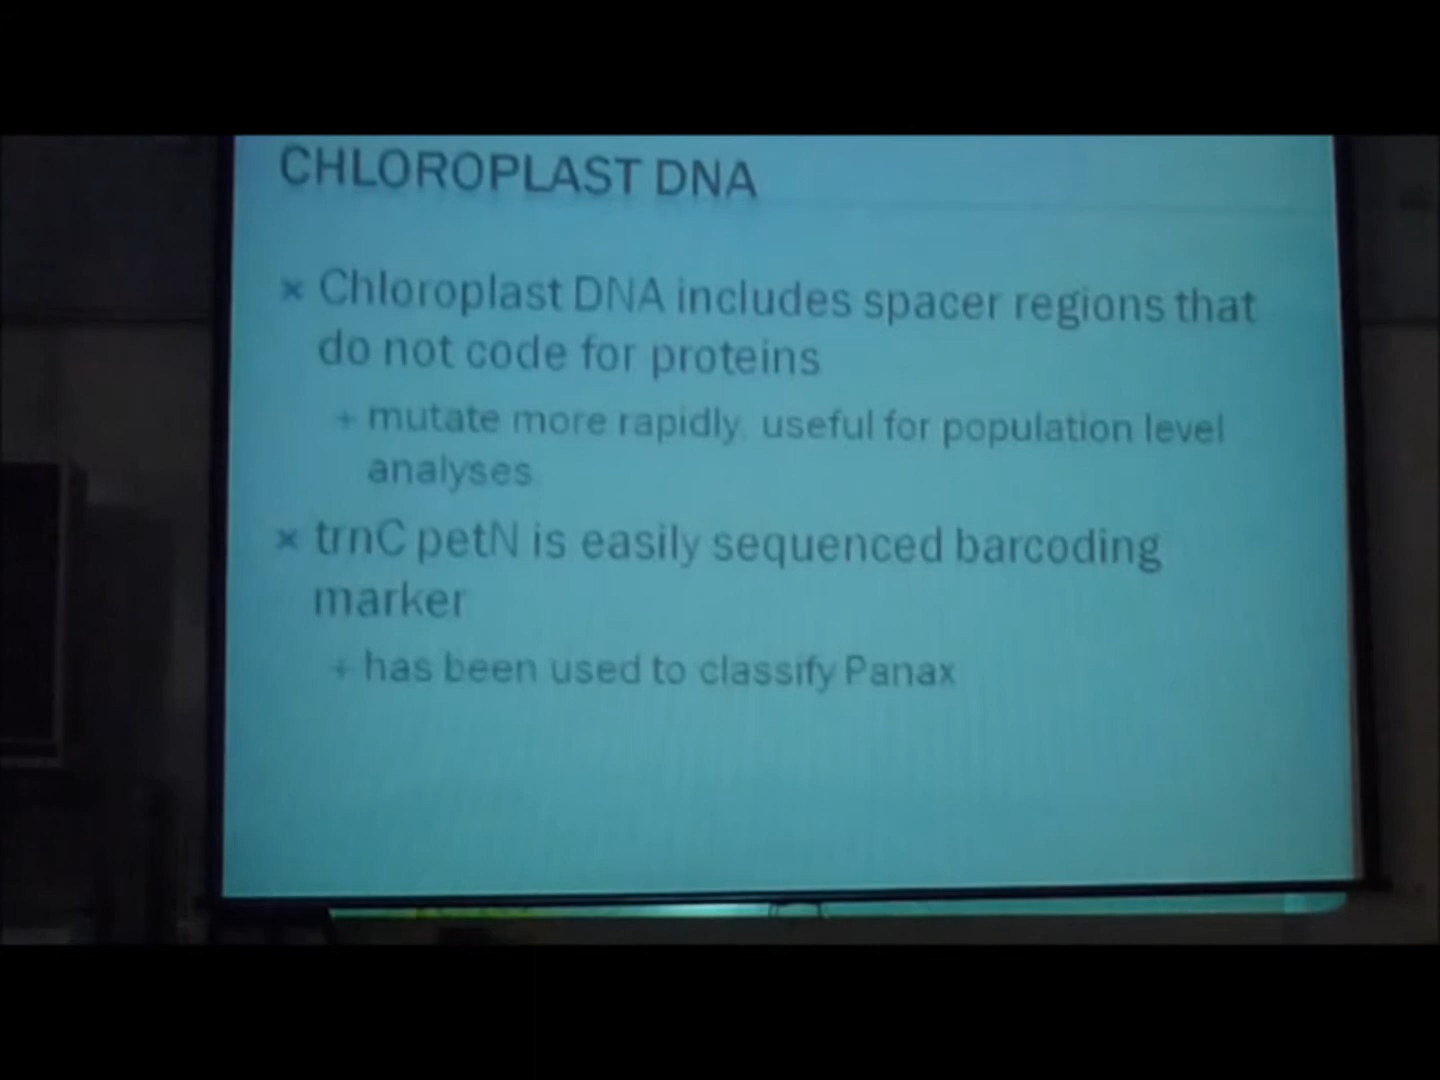 CHLOROPLAST DNA
× Chloroplast DNA includes spacer regions that
do not code for proteins
+ mutate more rapidly, useful for population level
analyses
× trnC petN is easily sequenced barcoding
marker
+ has been used to classify Panax